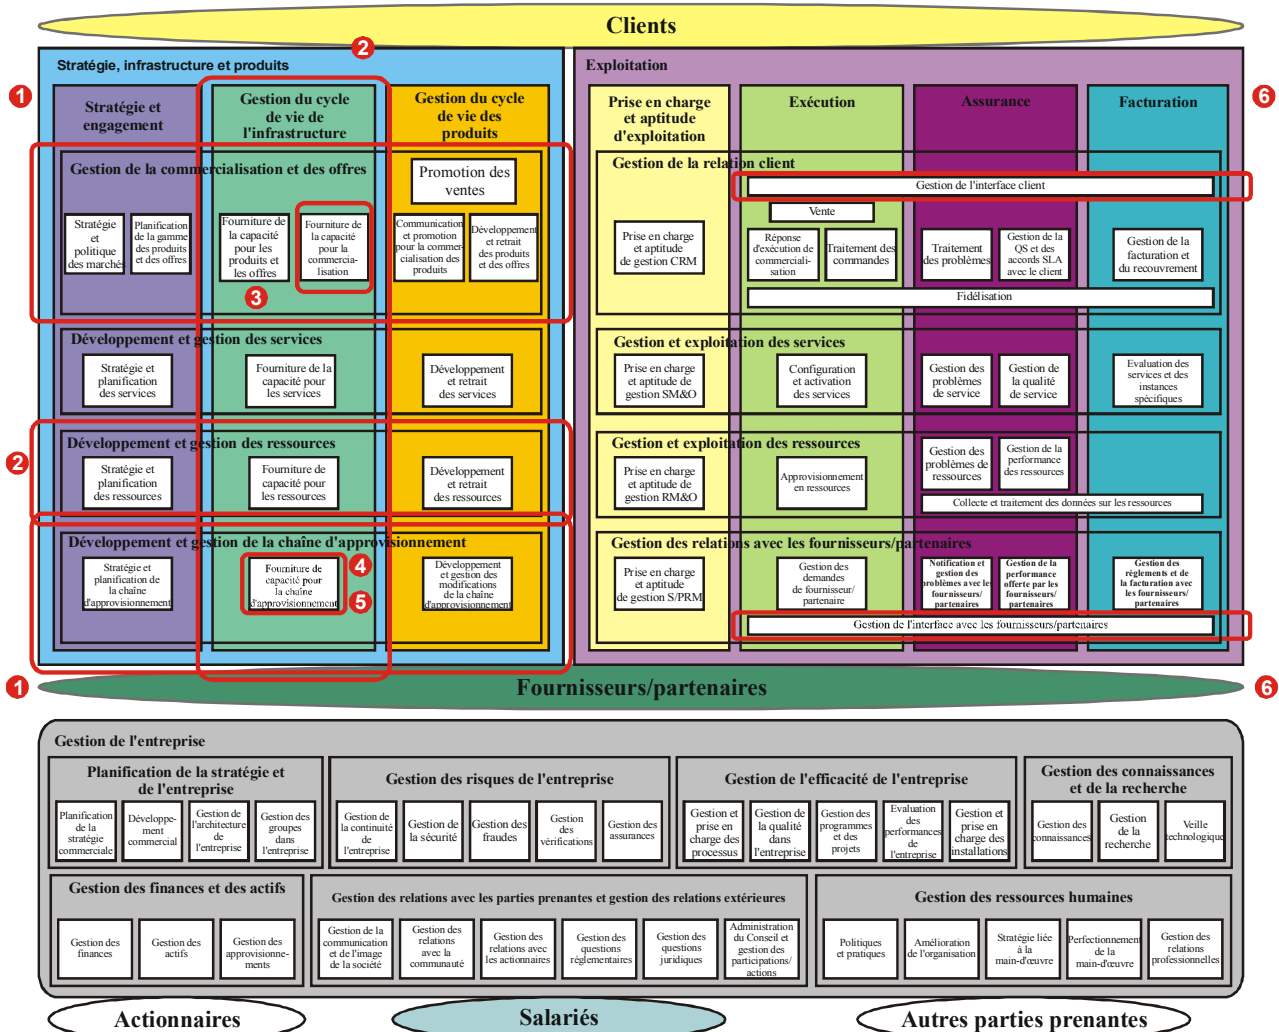 Clients
2
Stratégie, infrastructure et produits
Exploitation
1
6
Stratégie et
engagement
Gestion du cycle
de vie de
l'infrastructure
Gestion du cycle
de vie des
produits
Prise en charge
et aptitude
d'exploitation
Exécution
Assurance
Facturation
Gestion de la commercialisation et des offres
Promotion des
ventes
Stratégie
et
politique
des marchés
Planification
de la gamme
des produits
et des offres
Fourniture de
la capacité
pour les
produits et
les offres
Fourniture de
la capacité
pour la
commercia-
lisation
Communication
et promotion
pour la commer-
cialisation des
produits
Développement
et retrait
des produits
et des offres
3
Gestion de la relation client
Gestion de l'interface client
Vente
Prise en charge
et aptitude
de gestion CRM
Réponse
d'exécution de
commerciali-
sation
Traitement des
commandes
Traitement
des problèmes
Gestion de la
QS et des
accords SLA
avec le client
Gestion de la
facturation et
du recouvrement
Fidélisation
Développement et gestion des services
Stratégie et
planification
des services
Fourniture de la
capacité pour
les services
Développement
et retrait
des services
Gestion et exploitation des services
Prise en charge
et aptitude de
gestion SM&O
Configuration
et activation
des services
Gestion des
problèmes
de service
Gestion de
la qualité
de service
Evaluation des
services et des
instances
spécifiques
2
Développement et gestion des ressources
Stratégie et
planification
des ressources
Fourniture de
capacité pour
les ressources
Développement
et retrait
des ressources
Gestion et exploitation des ressources
Prise en charge
et aptitude de
gestion RM&O
Approvisionnement
en ressources
Gestion des
problèmes de
ressources
Gestion de la
performance
des ressources
Collecte et traitement des données sur les ressources
Développement et gestion de la chaîne d'approvisionnement
Stratégie et
planification de
la chaîne
d'approvisionnement
Fourniture de
capacité pour
la chaîne
d'approvisionnement
4
5
Développement
et gestion des
modifications
de la chaîne
d'approvisionnement
Gestion des relations avec les fournisseurs/partenaires
Prise en charge
et aptitude
de gestion S/PRM
Gestion des
demandes
de fournisseur/
partenaire
Notification et
gestion des
problèmes avec les
fournisseurs/
partenaires
Gestion de la
performance
offerte par les
fournisseurs/
partenaires
Gestion des
règlements et de
la facturation avec
les fournisseurs/
partenaires
Gestion de l'interface avec les fournisseurs/partenaires
1
Fournisseurs/partenaires
6
Gestion de l'entreprise
Planification de la stratégie et
de l'entreprise
Planification
de la
stratégie
commerciale
Développe-
ment
commercial
Gestion de
l'architecture
de
l'entreprise
Gestion des
groupes
dans
l'entreprise
Gestion des risques de l'entreprise
Gestion de
la continuité
de
l'entreprise
Gestion de
la sécurité
Gestion des
fraudes
Gestion
des
vérifications
Gestion des
assurances
Gestion de l'efficacité de l'entreprise
Gestion et
prise en
charge des
processus
Gestion de
la qualité
dans
l'entreprise
Gestion des
programmes
et des
projets
Evaluation
des
performances
de
l'entreprise
Gestion et
prise en
charge des
installations
Gestion des connaissances
et de la recherche
Gestion des
connaissances
Gestion
de la
recherche
Veille
technologique
Gestion des finances et des actifs
Gestion des
finances
Gestion des
actifs
Gestion des
approvisionne-
ments
Gestion des relations avec les parties prenantes et gestion des relations extérieures
Gestion de la
communication
et de l'image
de la société
Gestion des
relations
avec la
communauté
Gestion des
relations avec
les actionnaires
Gestion des
questions
réglementaires
Gestion des
questions
juridiques
Administration
du Conseil et
gestion des
participations/
actions
Gestion des ressources humaines
Politiques
et pratiques
Amélioration
de l'organisation
Stratégie liée
à la
main-d'œuvre
Perfectionnement
de la
main-d'œuvre
Gestion des
relations
professionnelles
Actionnaires
Salariés
Autres parties prenantes